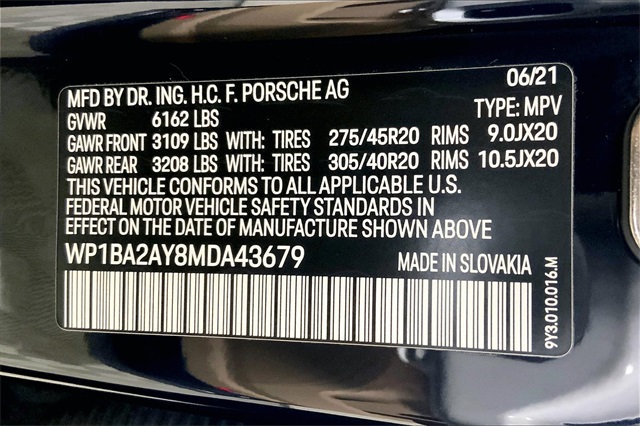 MFD BY DR. ING. H.C. F. PORSCHE AG 06/21
GVWR 6162 LBS TYPE: MPV
GAWR FRONT 3109 LBS WITH: TIRES 275/45R20 RIMS 9.0JX20
GAWR REAR 3208 LBS WITH: TIRES 305/40R20 RIMS 10.5JX20
THIS VEHICLE CONFORMS TO ALL APPLICABLE U.S.
FEDERAL MOTOR VEHICLE SAFETY STANDARDS IN
EFFECT ON THE DATE OF MANUFACTURE SHOWN ABOVE
WP1BA2AY8MDA43679 MADE IN SLOVAKIA
9Y3.010.016.M